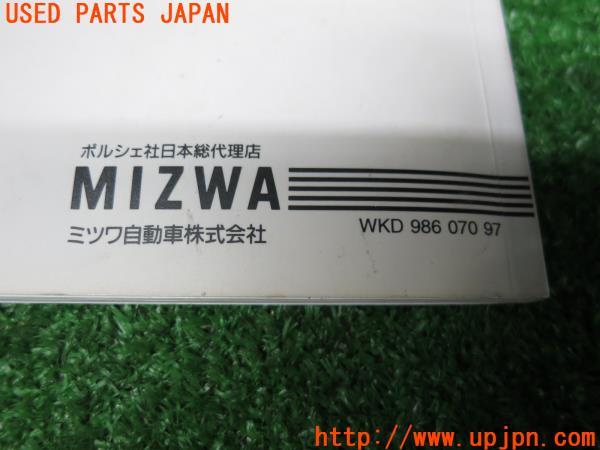 USED PARTS JAPAN
ポルシェ社日本総代理店
MIZWA
ミツワ自動車株式会社
WKD 986 070 97
http://www.upjpn.com